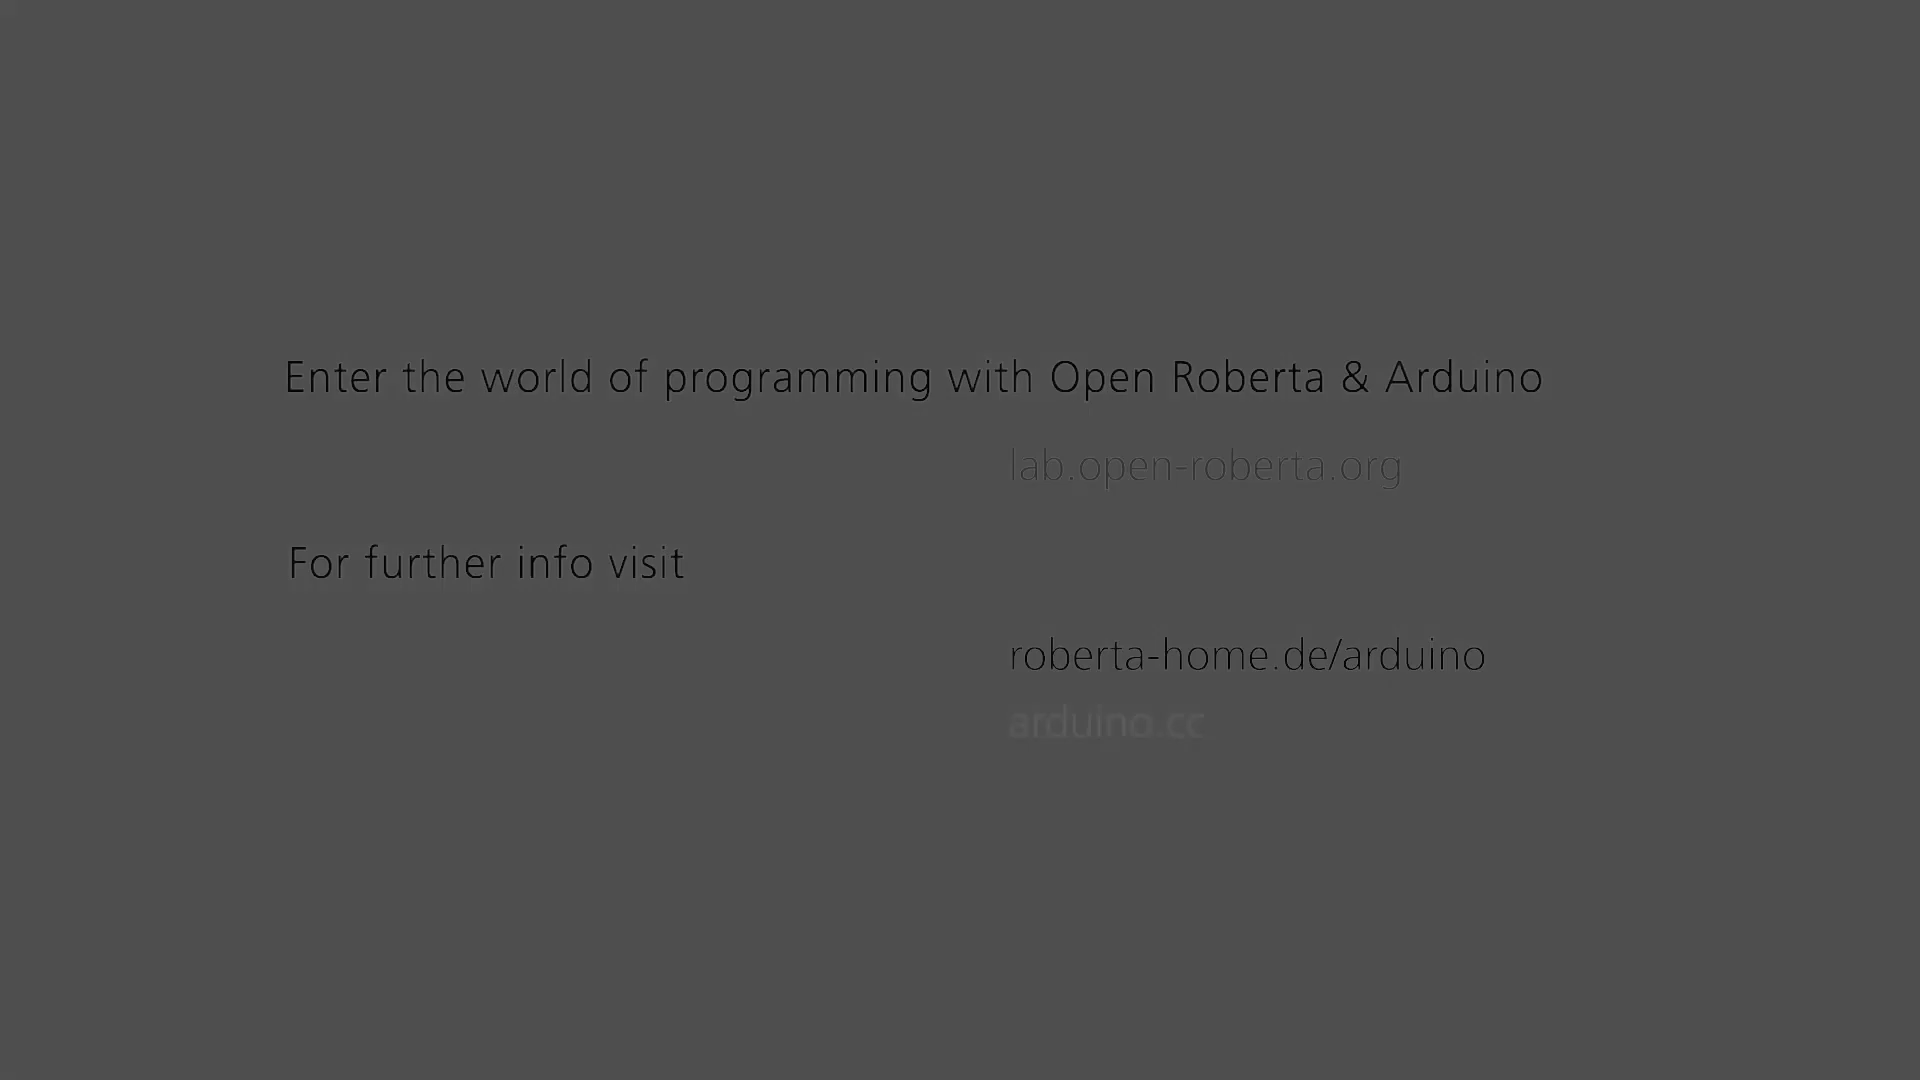 Enter the world of programming with Open Roberta & Arduino
lab.open-roberta.org
For further info visit
roberta-home.de/arduino
arduino.cc